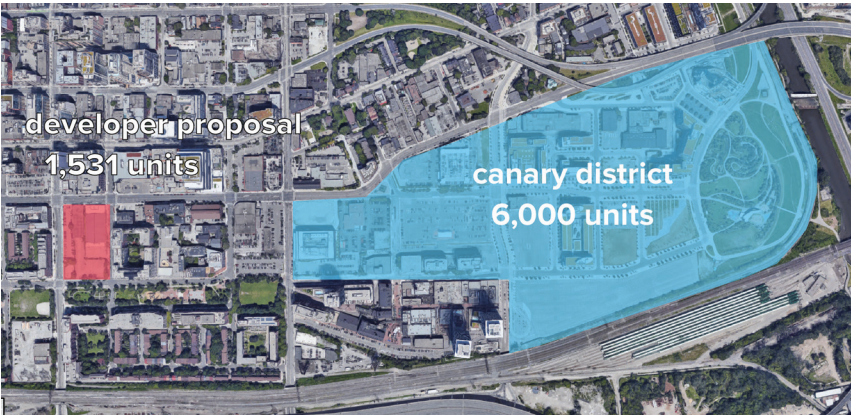 developer proposal
1,531 units
canary district
6,000 units